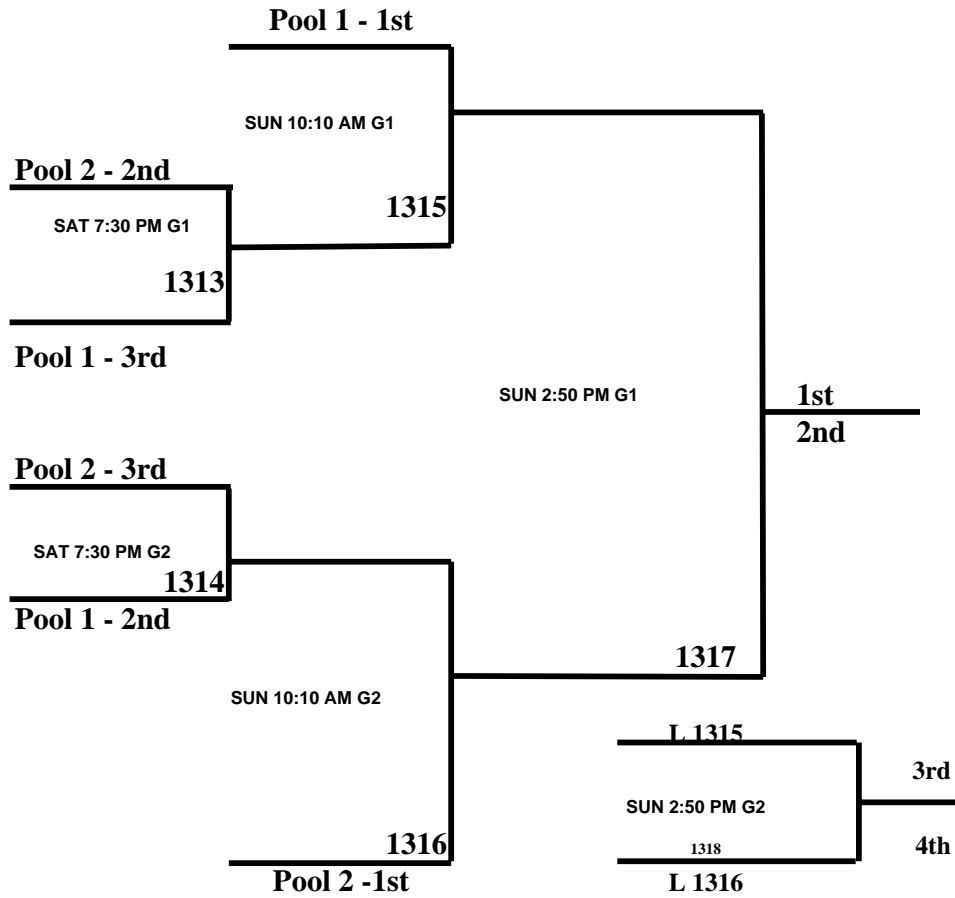 Pool 1 - 1st
SUN 10:10 AM G1
Pool 2 - 2nd
1315
SAT 7:30 PM G1
1313
Pool 1 - 3rd
SUN 2:50 PM G1
1st
2nd
Pool 2 - 3rd
SAT 7:30 PM G2
1314
Pool 1 - 2nd
1317
SUN 10:10 AM G2
L 1315
3rd
SUN 2:50 PM G2
1316
1318
4th
Pool 2 -1st
L 1316